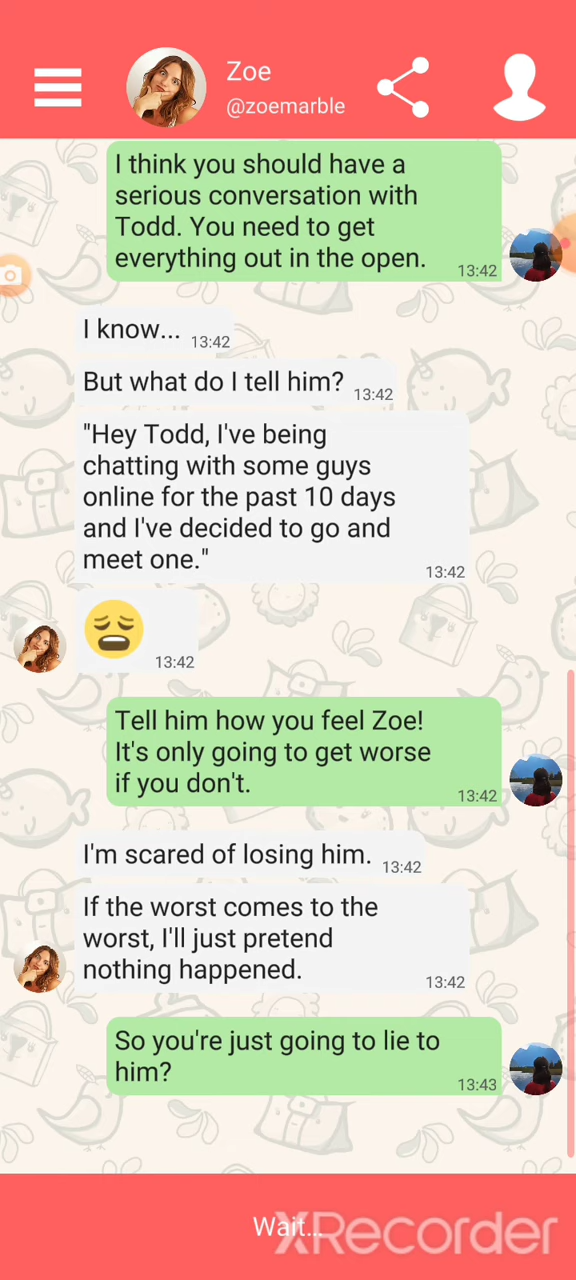 Zoe
@zoemarble
I think you should have a
serious conversation with
Todd. You need to get
everything out in the open.
13:42
I know...
13:42
But what do I tell him?
13:42
"Hey Todd, I've being
chatting with some guys
online for the past 10 days
and I've decided to go and
meet one."
13:42
13:42
Tell him how you feel Zoe!
It's only going to get worse
if you don't.
13:42
I'm scared of losing him.
13:42
If the worst comes to the
worst, I'll just pretend
nothing happened.
13:42
So you're just going to lie to
him?
13:43
Wait...
XRecorder